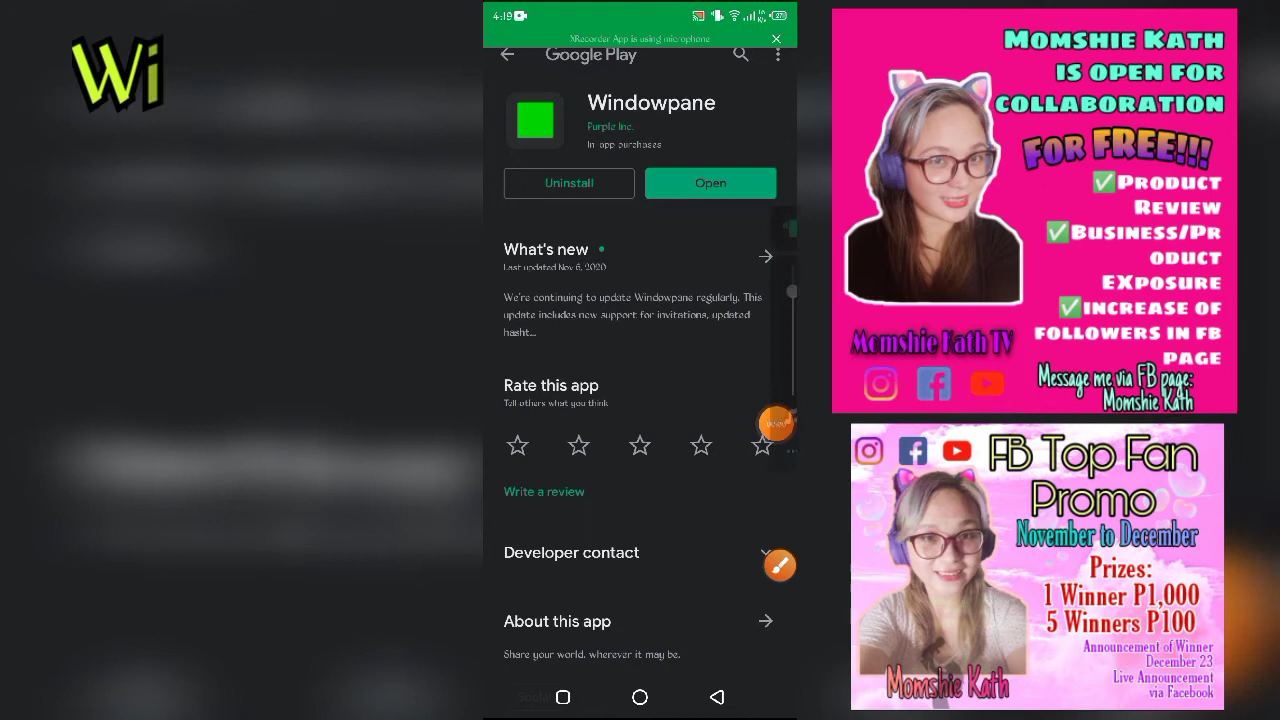 Wi
4:19
XRecorder App is using microphone
Google Play
Windowpane
Purple Inc.
In-app purchases
Uninstall
Open
What's new
Last updated Nov 6, 2020
We're continuing to update Windowpane regularly. This
update includes new support for invitations, updated
hasht...
Rate this app
Tell others what you think
Write a review
Developer contact
About this app
Share your world, wherever it may be.
Social
Momshie Kath
is open for
collaboration
for FREE!!!
✅Product
Review
✅Business/Pr
oduct
Exposure
✅Increase of
followers in fb
page
Momshie Kath TV
Message me via FB page:
Momshie Kath
FB Top Fan
Promo
November to December
Prizes:
1 Winner P1,000
5 Winners P100
Announcement of Winner
December 23
Live Announcement
via Facebook
Momshie Kath